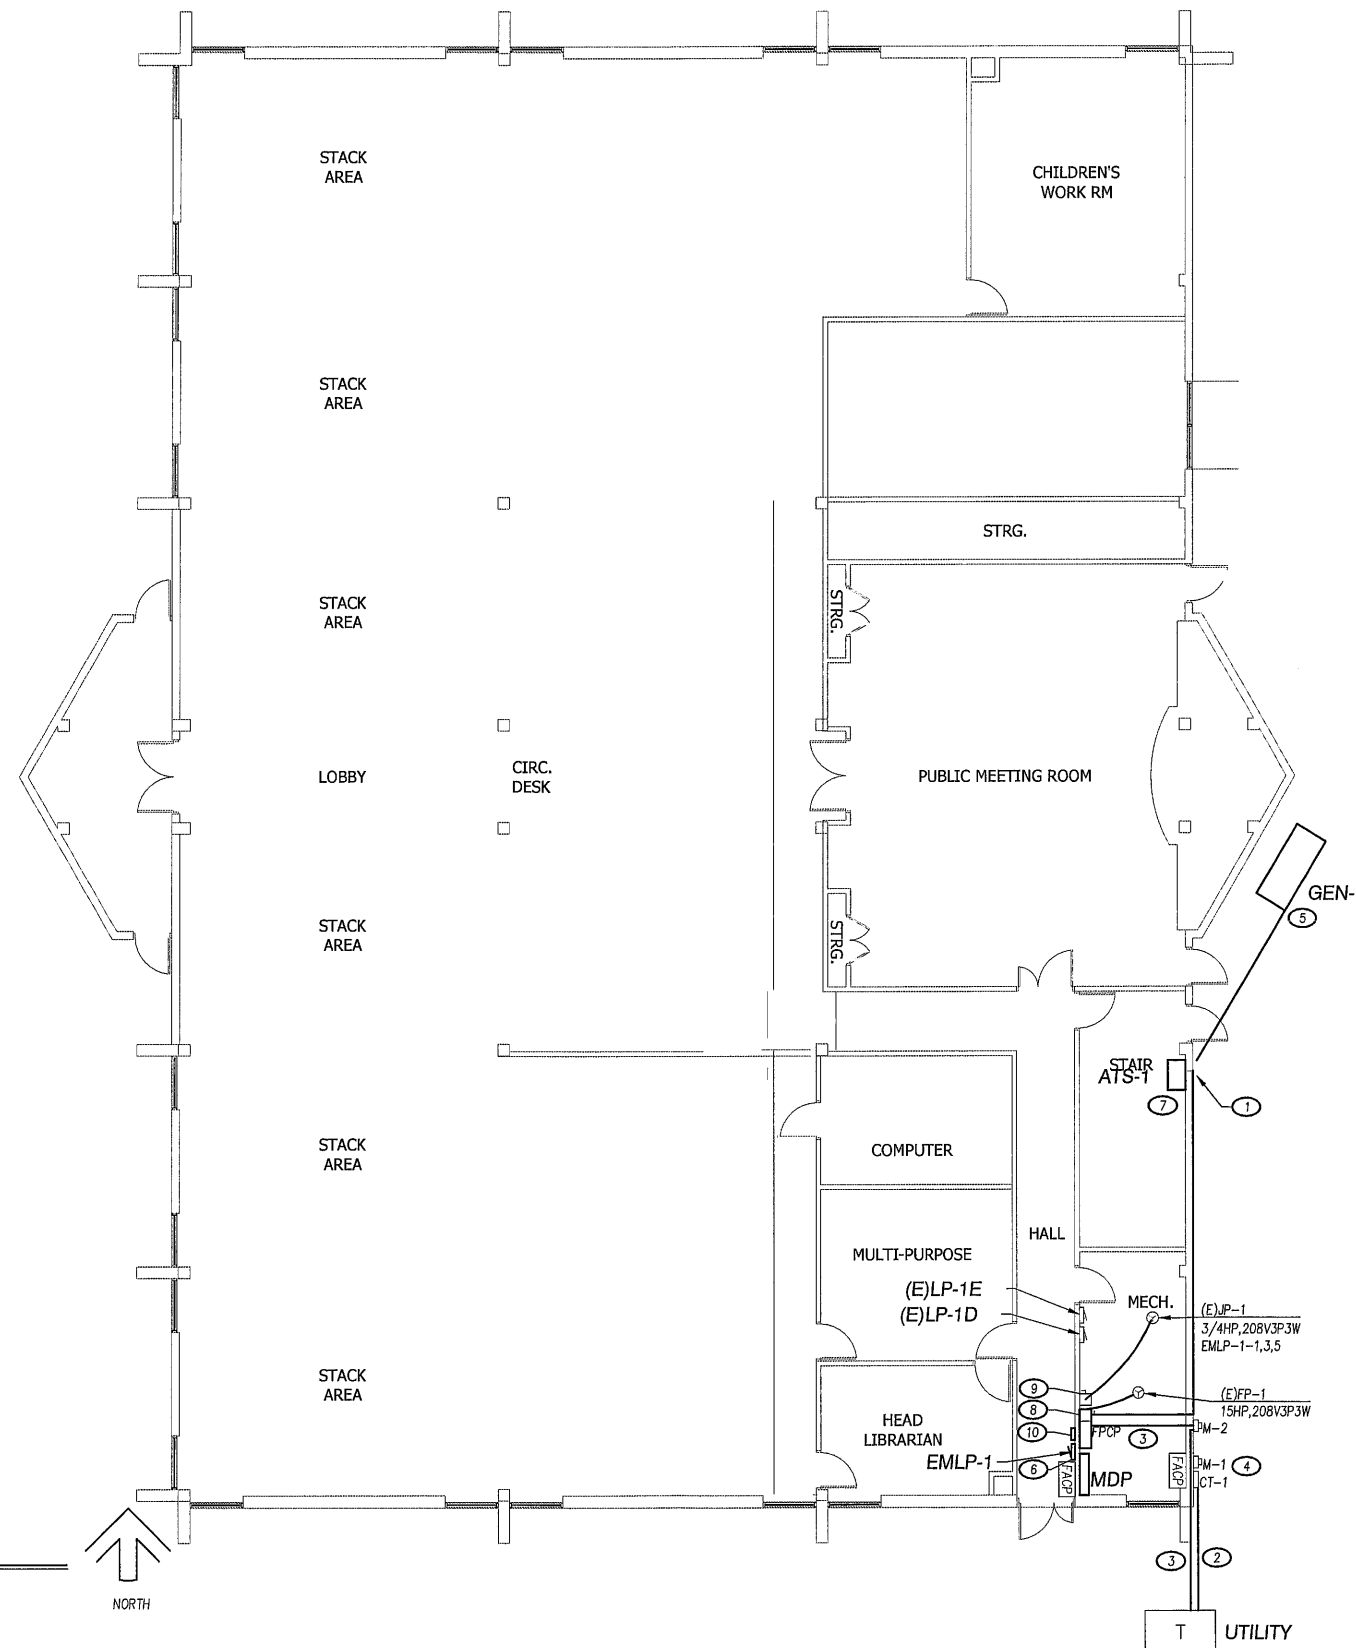 STACK
AREA
CHILDREN'S
WORK RM
STACK
AREA
STRG.
STACK
AREA
STRG.
LOBBY
CIRC.
DESK
PUBLIC MEETING ROOM
GEN-
5
STACK
AREA
STRG.
STAIR
ATS-1
7
1
STACK
AREA
COMPUTER
HALL
MULTI-PURPOSE
(E)LP-1E
(E)LP-1D
MECH.
(E)JP-1
3/4HP,208V3P3W
EMLP-1-1,3,5
STACK
AREA
9
(E)FP-1
15HP,208V3P3W
8
HEAD
LIBRARIAN
10
FPCP
3
M-2
EMLP-1
6
FACP
MDP
FACP
M-1
4
CT-1
3
2
NORTH
T
UTILITY